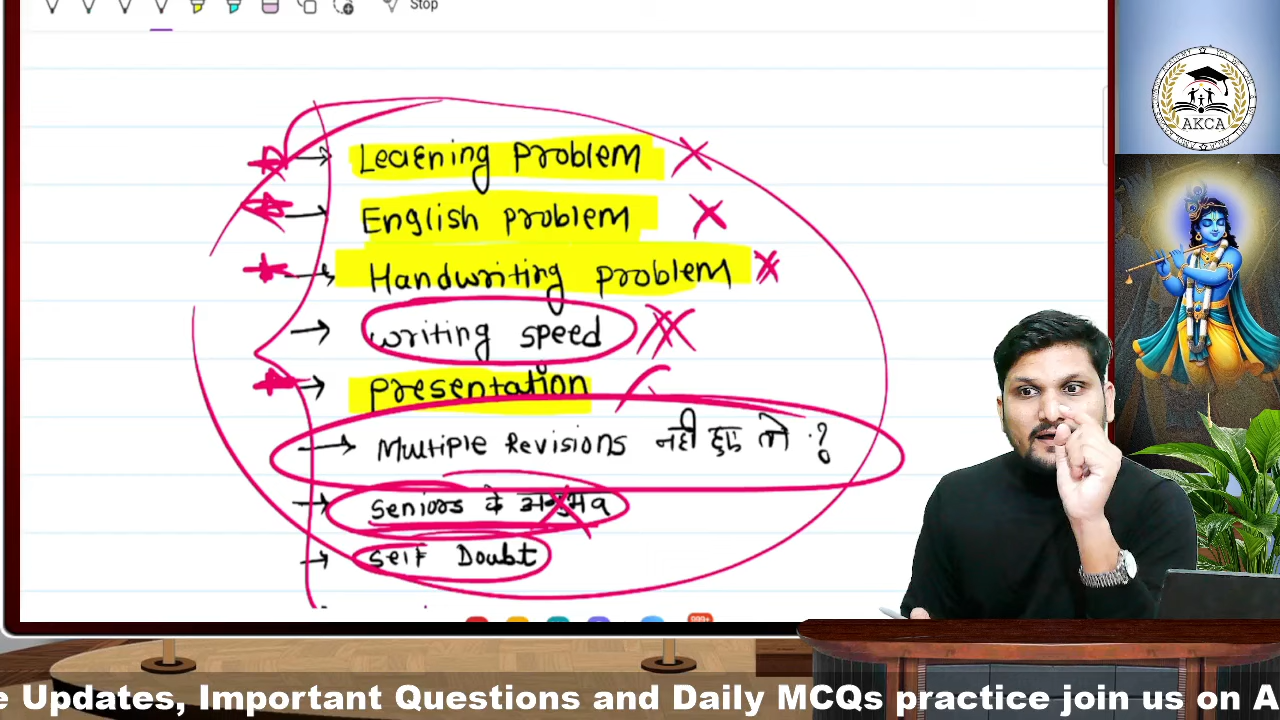 Stop
AKCA
Learning problem
English problem
Handwriting problem
writing speed
presentation
Multiple Revisions नही हुए तो ?
Seniors के अनुभव
Self Doubt
999+
e Updates, Important Questions and Daily MCQs practice join us on A